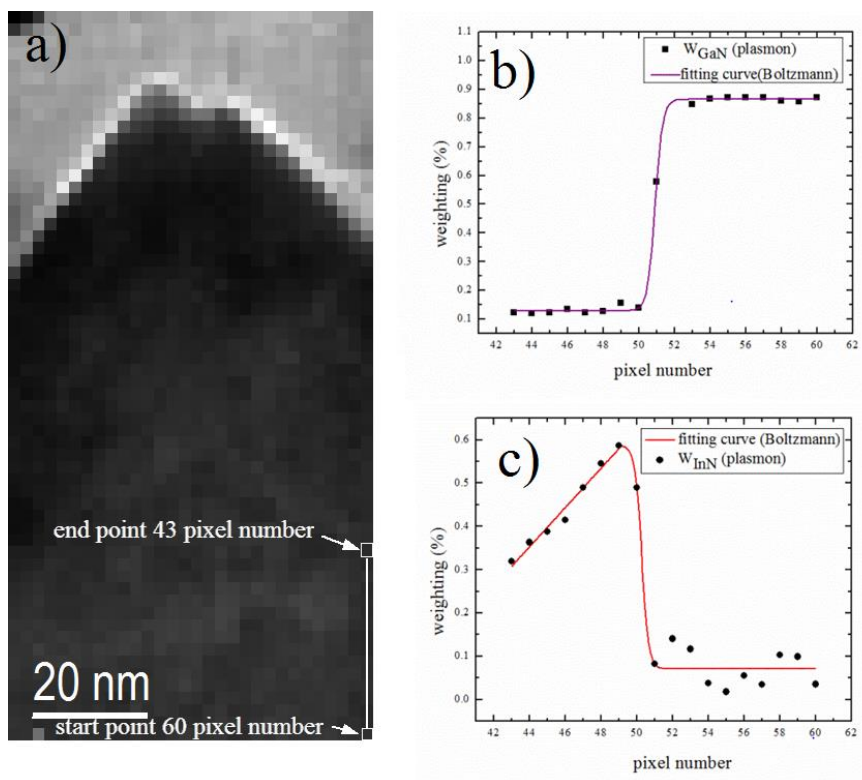 a)
end point 43 pixel number
20 nm
start point 60 pixel number
b)
W_GaN (plasmon)
fitting curve(Boltzmann)
1.1
1.0
0.9
0.8
0.7
0.6
0.5
0.4
0.3
0.2
0.1
weighting (%)
42 44 46 48 50 52 54 56 58 60 62
pixel number
c)
fitting curve (Boltzmann)
W_InN (plasmon)
0.6
0.5
0.4
0.3
0.2
0.1
0.0
weighting (%)
42 44 46 48 50 52 54 56 58 60 62
pixel number